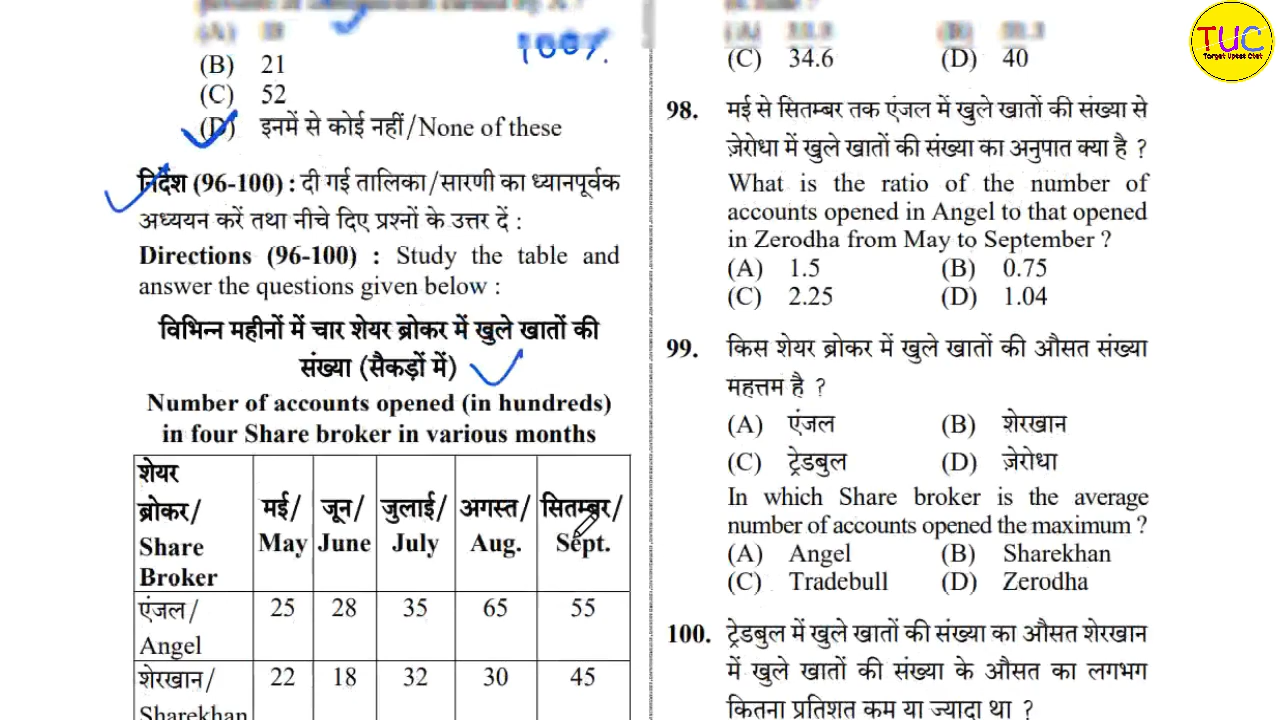 (B) 21
(C) 52
(D) इनमें से कोई नहीं/None of these
100%
निर्देश (96-100) : दी गई तालिका/सारणी का ध्यानपूर्वक
अध्ययन करें तथा नीचे दिए प्रश्नों के उत्तर दें :
Directions (96-100) : Study the table and
answer the questions given below :
विभिन्न महीनों में चार शेयर ब्रोकर में खुले खातों की
संख्या (सैकड़ों में)
Number of accounts opened (in hundreds)
in four Share broker in various months
शेयर
ब्रोकर/
Share
Broker
मई/
May
जून/
June
जुलाई/
July
अगस्त/
Aug.
सितम्बर/
Sept.
एंजल/
Angel
25 28 35 65 55
शेरखान/
Sharekhan
22 18 32 30 45
(C) 34.6 (D) 40
98. मई से सितम्बर तक एंजल में खुले खातों की संख्या से
ज़ेरोधा में खुले खातों की संख्या का अनुपात क्या है ?
What is the ratio of the number of
accounts opened in Angel to that opened
in Zerodha from May to September ?
(A) 1.5 (B) 0.75
(C) 2.25 (D) 1.04
99. किस शेयर ब्रोकर में खुले खातों की औसत संख्या
महत्तम है ?
(A) एंजल (B) शेरखान
(C) ट्रेडबुल (D) ज़ेरोधा
In which Share broker is the average
number of accounts opened the maximum ?
(A) Angel (B) Sharekhan
(C) Tradebull (D) Zerodha
100. ट्रेडबुल में खुले खातों की संख्या का औसत शेरखान
में खुले खातों की संख्या के औसत का लगभग
कितना प्रतिशत कम या ज्यादा था ?
TUC
Target Upsss Cet